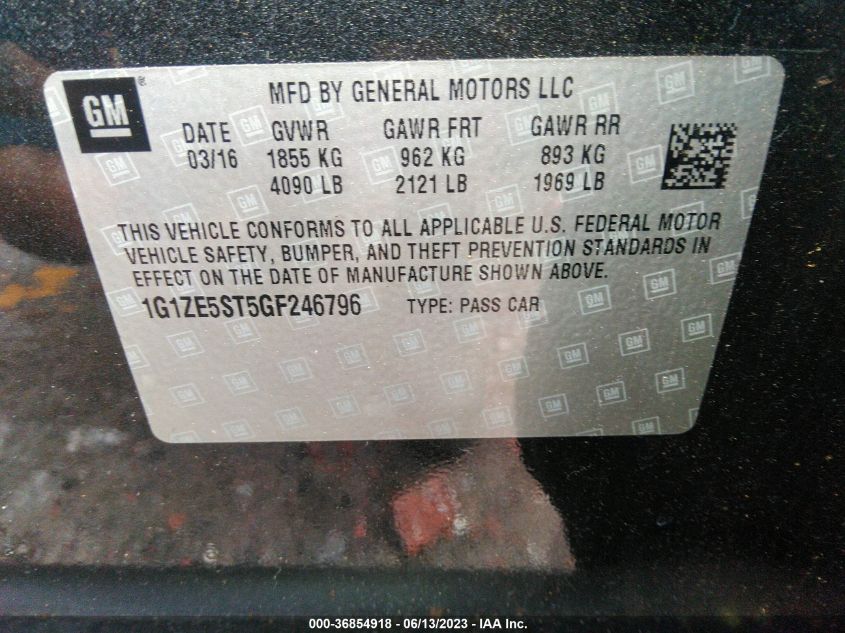 GM
®
MFD BY GENERAL MOTORS LLC
DATE GVWR GAWR FRT GAWR RR
03/16 1855 KG 962 KG 893 KG
4090 LB 2121 LB 1969 LB
THIS VEHICLE CONFORMS TO ALL APPLICABLE U.S. FEDERAL MOTOR
VEHICLE SAFETY, BUMPER, AND THEFT PREVENTION STANDARDS IN
EFFECT ON THE DATE OF MANUFACTURE SHOWN ABOVE.
1G1ZE5ST5GF246796 TYPE: PASS CAR
000-36854918 - 06/13/2023 - IAA Inc.